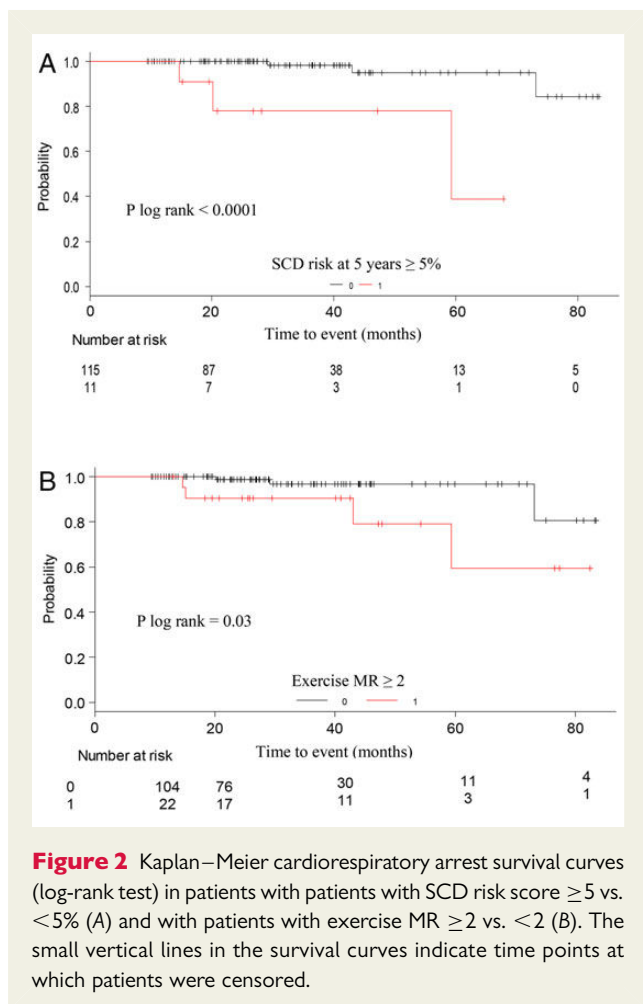 A
1.0
0.8
0.6
0.4
0.2
0.0
Probability
P log rank < 0.0001
SCD risk at 5 years ≥ 5%
0 1
0 20 40 60 80
Time to event (months)
Number at risk
115 87 38 13 5
11 7 3 1 0
B
1.0
0.8
0.6
0.4
0.2
0.0
Probability
P log rank = 0.03
Exercise MR ≥ 2
0 1
0 20 40 60 80
Number at risk Time to event (months)
0 104 76 30 11 4
1 22 17 11 3 1
Figure 2 Kaplan–Meier cardiorespiratory arrest survival curves
(log-rank test) in patients with patients with SCD risk score ≥5 vs.
<5% (A) and with patients with exercise MR ≥2 vs. <2 (B). The
small vertical lines in the survival curves indicate time points at
which patients were censored.